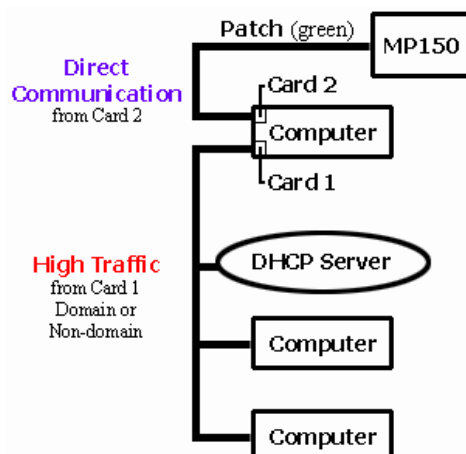 Patch (green)
MP150
Direct
Communication
from Card 2
Card 2
Computer
Card 1
DHCP Server
High Traffic
from Card 1
Domain or
Non-domain
Computer
Computer